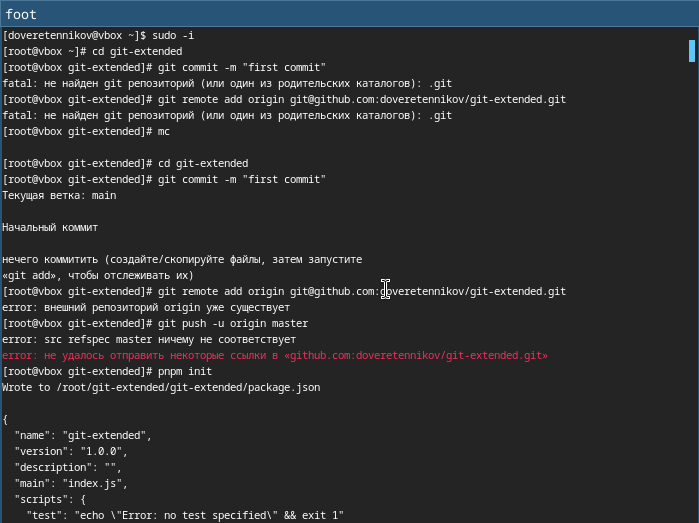 foot
[doveretennikov@vbox ~]$ sudo -i
[root@vbox ~]# cd git-extended
[root@vbox git-extended]# git commit -m "first commit"
fatal: не найден git репозиторий (или один из родительских каталогов): .git
[root@vbox git-extended]# git remote add origin git@github.com:doveretennikov/git-extended.git
fatal: не найден git репозиторий (или один из родительских каталогов): .git
[root@vbox git-extended]# mc
[root@vbox git-extended]# cd git-extended
[root@vbox git-extended]# git commit -m "first commit"
Текущая ветка: main
Начальный коммит
нечего коммитить (создайте/скопируйте файлы, затем запустите
«git add», чтобы отслеживать их)
[root@vbox git-extended]# git remote add origin git@github.com:doveretennikov/git-extended.git
error: внешний репозиторий origin уже существует
[root@vbox git-extended]# git push -u origin master
error: src refspec master ничему не соответствует
error: не удалось отправить некоторые ссылки в «github.com:doveretennikov/git-extended.git»
[root@vbox git-extended]# pnpm init
Wrote to /root/git-extended/git-extended/package.json
{
"name": "git-extended",
"version": "1.0.0",
"description": "",
"main": "index.js",
"scripts": {
"test": "echo \"Error: no test specified\" && exit 1"